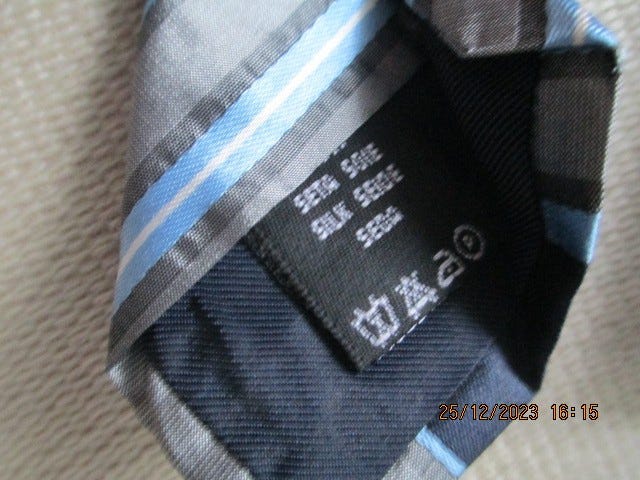 SETA SOIE
SILK SEIDE
SEDA
25/12/2023 16:15